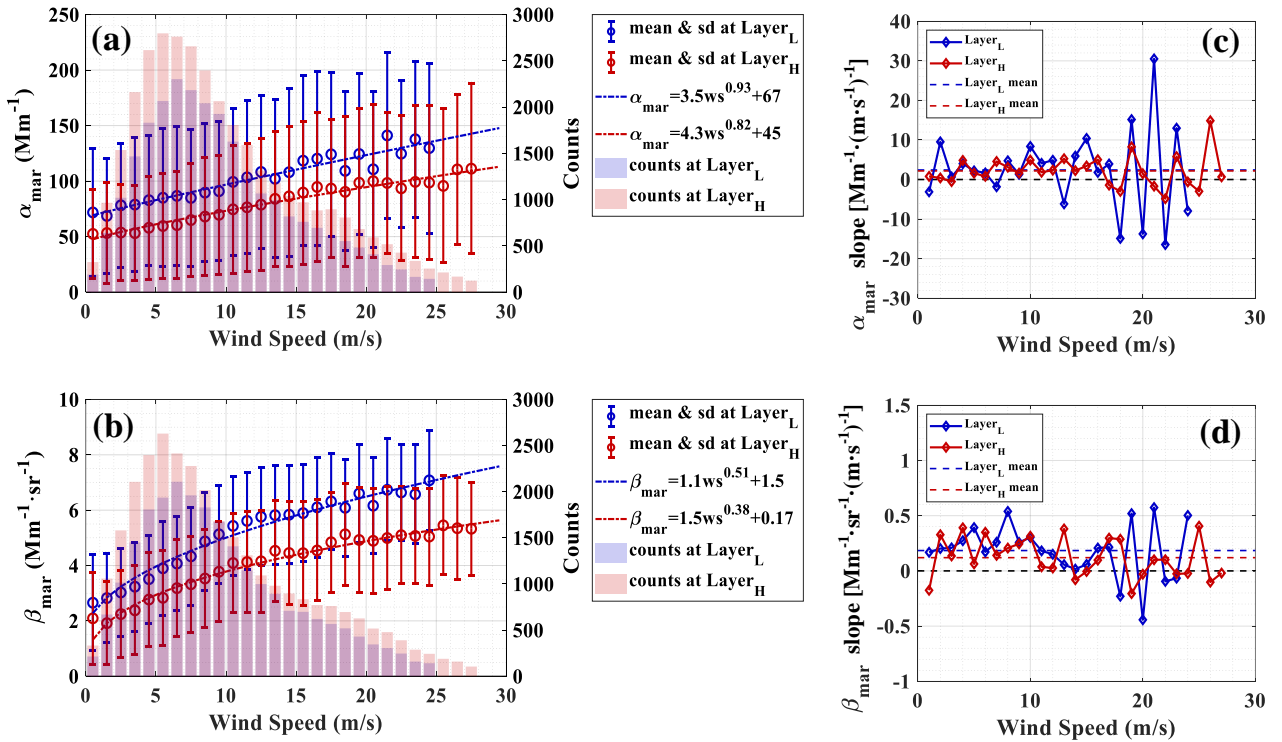 (a)
250
200
150
100
50
0
α_mar (Mm⁻¹)
3000
2500
2000
1500
1000
500
0
Counts
0 5 10 15 20 25 30
Wind Speed (m/s)
mean & sd at Layer_L
mean & sd at Layer_H
α_mar=3.5ws^0.93+67
α_mar=4.3ws^0.82+45
counts at Layer_L
counts at Layer_H
(c)
40
30
20
10
0
-10
-20
-30
α_mar slope [Mm⁻¹·(m·s⁻¹)⁻¹]
Layer_L
Layer_H
Layer_L mean
Layer_H mean
0 10 20 30
Wind Speed (m/s)
(b)
10
8
6
4
2
0
β_mar (Mm⁻¹·sr⁻¹)
3000
2500
2000
1500
1000
500
0
Counts
0 5 10 15 20 25 30
Wind Speed (m/s)
mean & sd at Layer_L
mean & sd at Layer_H
β_mar=1.1ws^0.51+1.5
β_mar=1.5ws^0.38+0.17
counts at Layer_L
counts at Layer_H
(d)
1.5
1
0.5
0
-0.5
-1
β_mar slope [Mm⁻¹·sr⁻¹·(m·s⁻¹)⁻¹]
Layer_L
Layer_H
Layer_L mean
Layer_H mean
0 10 20 30
Wind Speed (m/s)